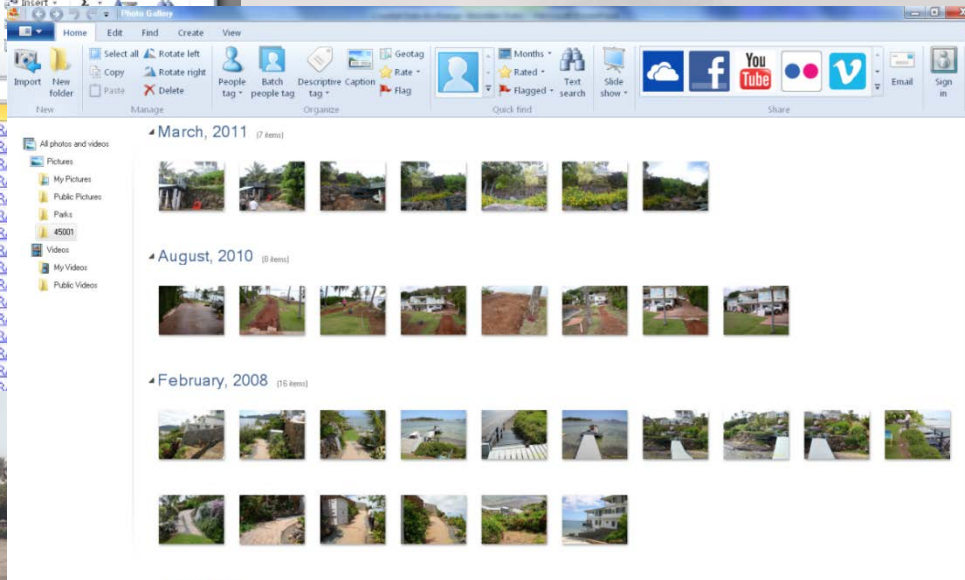 Insert
Photo Gallery
Home Edit Find Create View
Import
New folder
Select all
Copy
Paste
Rotate left
Rotate right
Delete
People tag
Batch people tag
Descriptive tag
Caption
Geotag
Rate
Flag
Months
Rated
Flagged
Text search
Slide show
You
Tube
Email
Sign in
New Manage Organize Quick find Share
All photos and videos
Pictures
My Pictures
Public Pictures
Parks
45001
Videos
My Videos
Public Videos
March, 2011 (7 items)
August, 2010 (8 items)
February, 2008 (16 items)